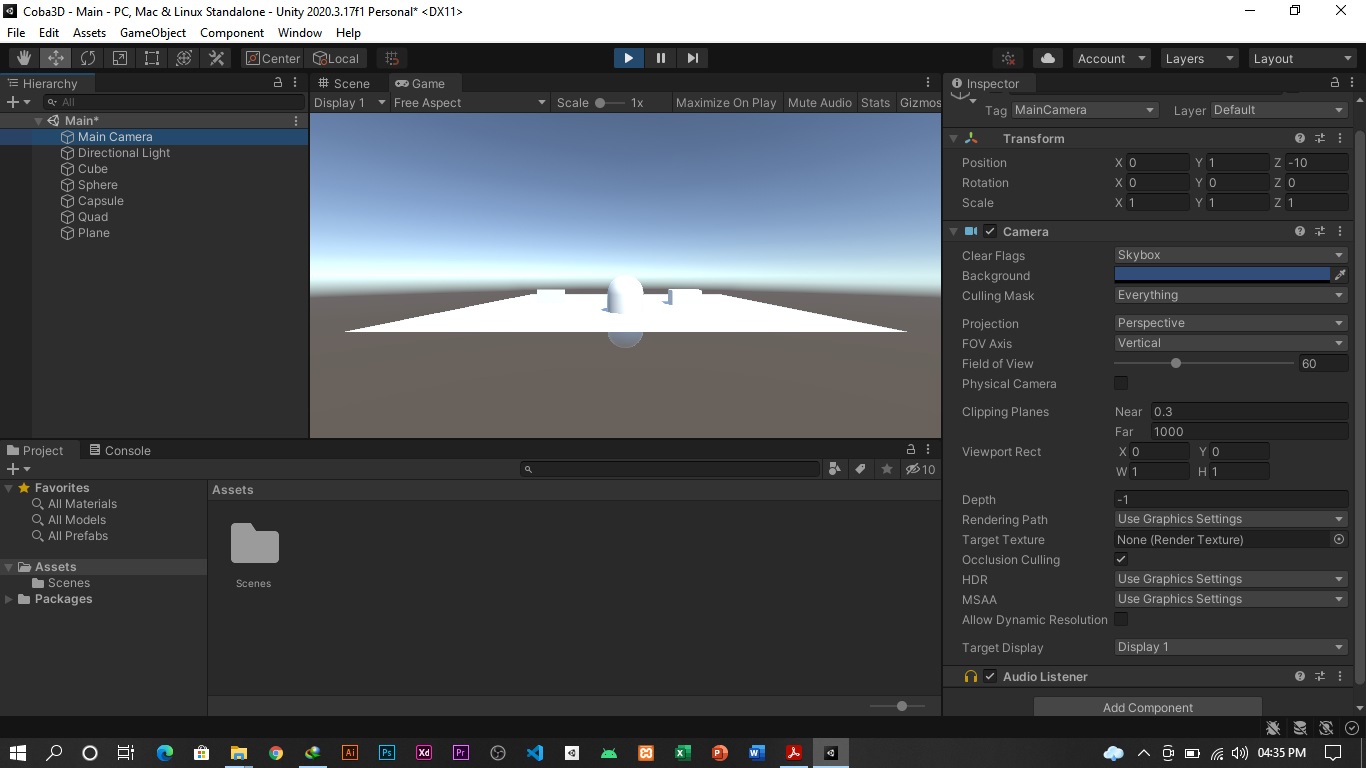 Coba3D - Main - PC, Mac & Linux Standalone - Unity 2020.3.17f1 Personal* <DX11>
File Edit Assets GameObject Component Window Help
Center Local Account Layers Layout
Hierarchy
All
Main*
Main Camera
Directional Light
Cube
Sphere
Capsule
Quad
Plane
Scene Game
Display 1 Free Aspect Scale 1x Maximize On Play Mute Audio Stats Gizmos
Inspector
Tag MainCamera Layer Default
Transform
Position X 0 Y 1 Z -10
Rotation X 0 Y 0 Z 0
Scale X 1 Y 1 Z 1
Camera
Clear Flags Skybox
Background
Culling Mask Everything
Projection Perspective
FOV Axis Vertical
Field of View 60
Physical Camera
Clipping Planes Near 0.3
Far 1000
Viewport Rect X 0 Y 0
W 1 H 1
Depth -1
Rendering Path Use Graphics Settings
Target Texture None (Render Texture)
Occlusion Culling
HDR Use Graphics Settings
MSAA Use Graphics Settings
Allow Dynamic Resolution
Target Display Display 1
Audio Listener
Add Component
Project Console
10
Favorites
All Materials
All Models
All Prefabs
Assets
Scenes
Packages
Assets
Scenes
Ai Ps Xd Pr X P W
04:35 PM